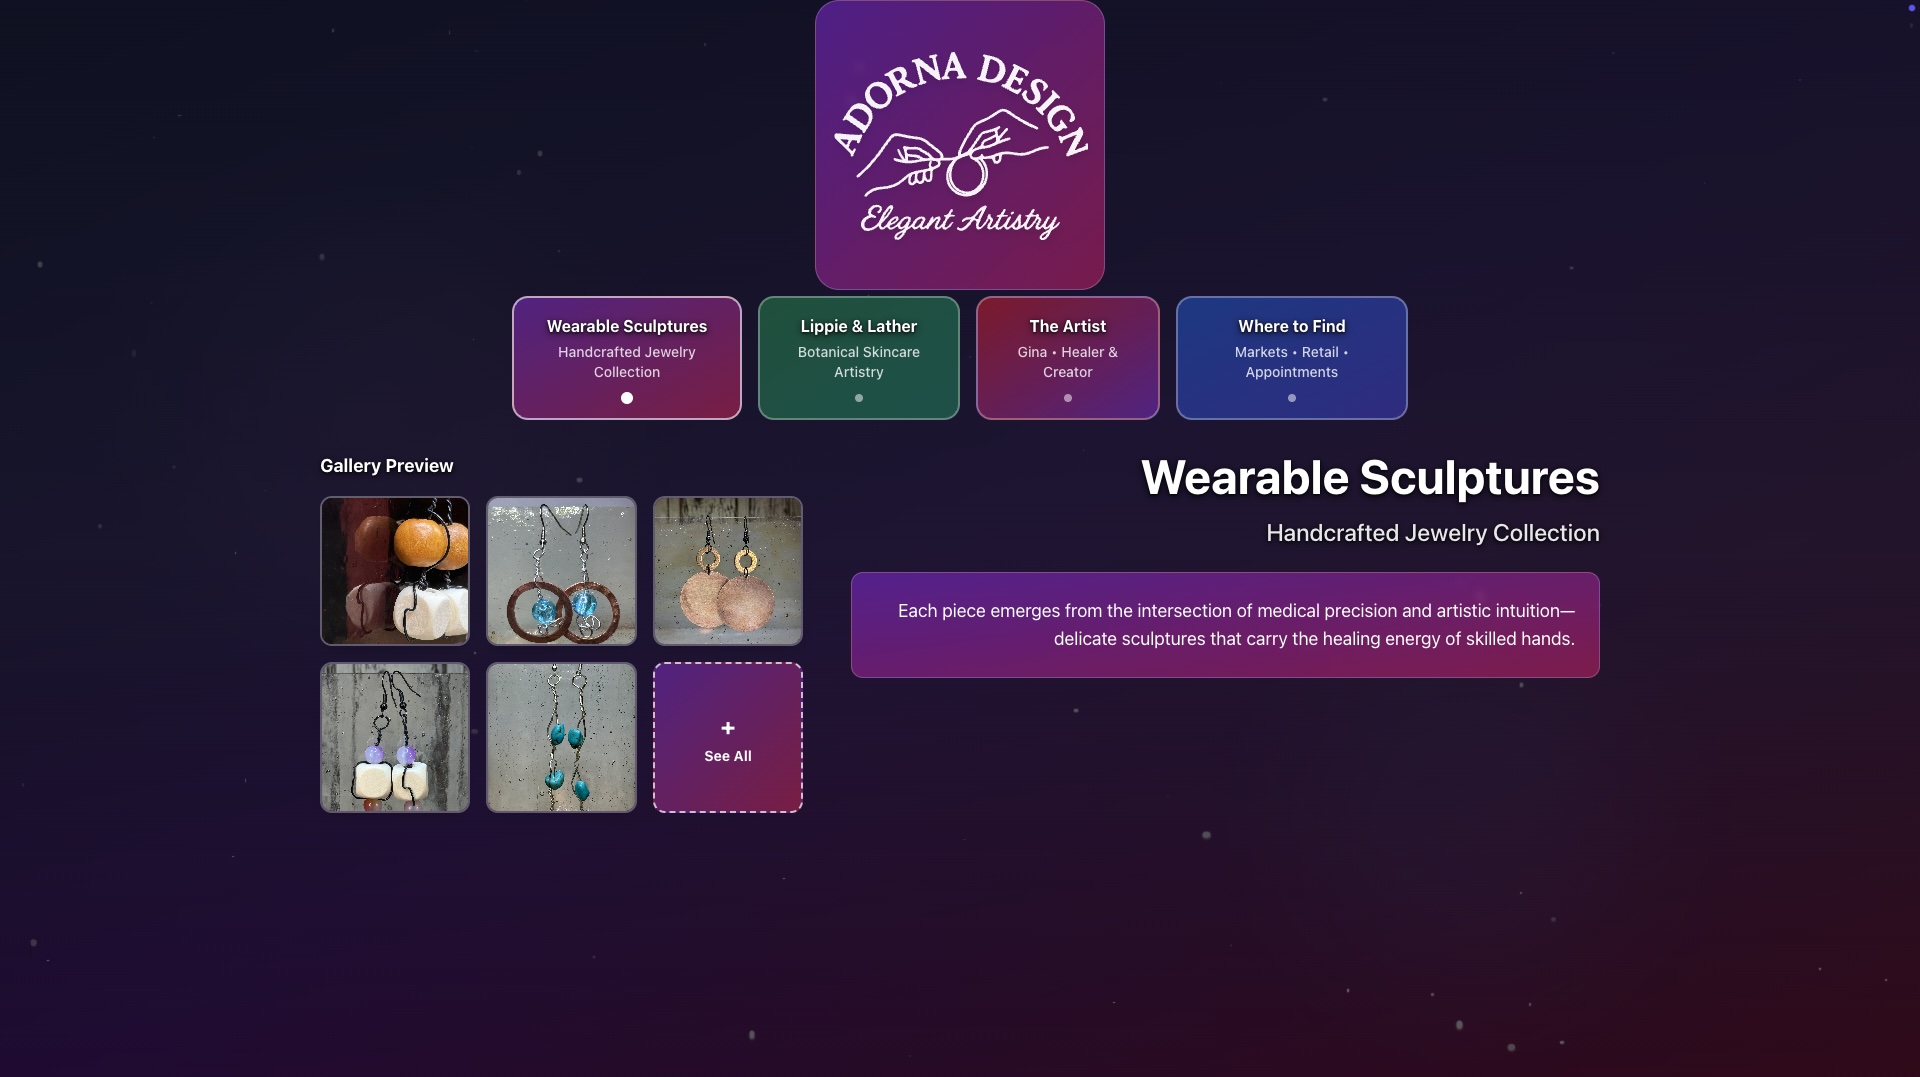 ADORNA DESIGN
Elegant Artistry
Wearable Sculptures
Handcrafted Jewelry
Collection
Lippie & Lather
Botanical Skincare
Artistry
The Artist
Gina • Healer &
Creator
Where to Find
Markets • Retail •
Appointments
Gallery Preview
+
See All
Wearable Sculptures
Handcrafted Jewelry Collection
Each piece emerges from the intersection of medical precision and artistic intuition—
delicate sculptures that carry the healing energy of skilled hands.